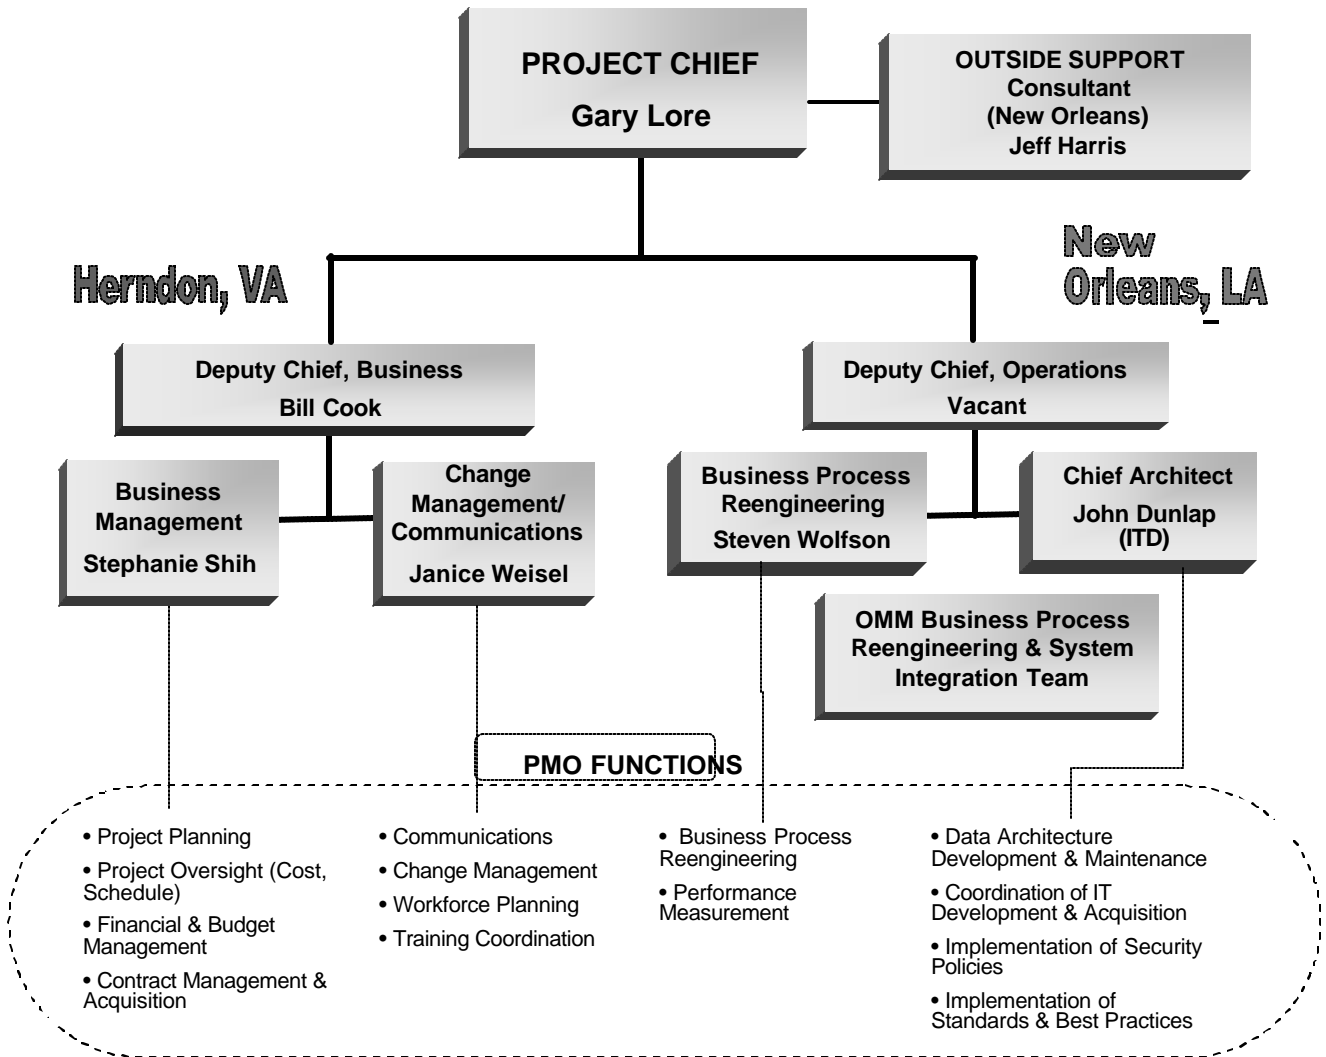 PROJECT CHIEF
Gary Lore
OUTSIDE SUPPORT
Consultant
(New Orleans)
Jeff Harris
Herndon, VA
New
Orleans, LA
Deputy Chief, Business
Bill Cook
Deputy Chief, Operations
Vacant
Business
Management
Stephanie Shih
Change
Management/
Communications
Janice Weisel
Business Process
Reengineering
Steven Wolfson
Chief Architect
John Dunlap
(ITD)
OMM Business Process
Reengineering & System
Integration Team
PMO FUNCTIONS
• Project Planning
• Project Oversight (Cost,
Schedule)
• Financial & Budget
Management
• Contract Management &
Acquisition
• Communications
• Change Management
• Workforce Planning
• Training Coordination
• Business Process
Reengineering
• Performance
Measurement
• Data Architecture
Development & Maintenance
• Coordination of IT
Development & Acquisition
• Implementation of Security
Policies
• Implementation of
Standards & Best Practices